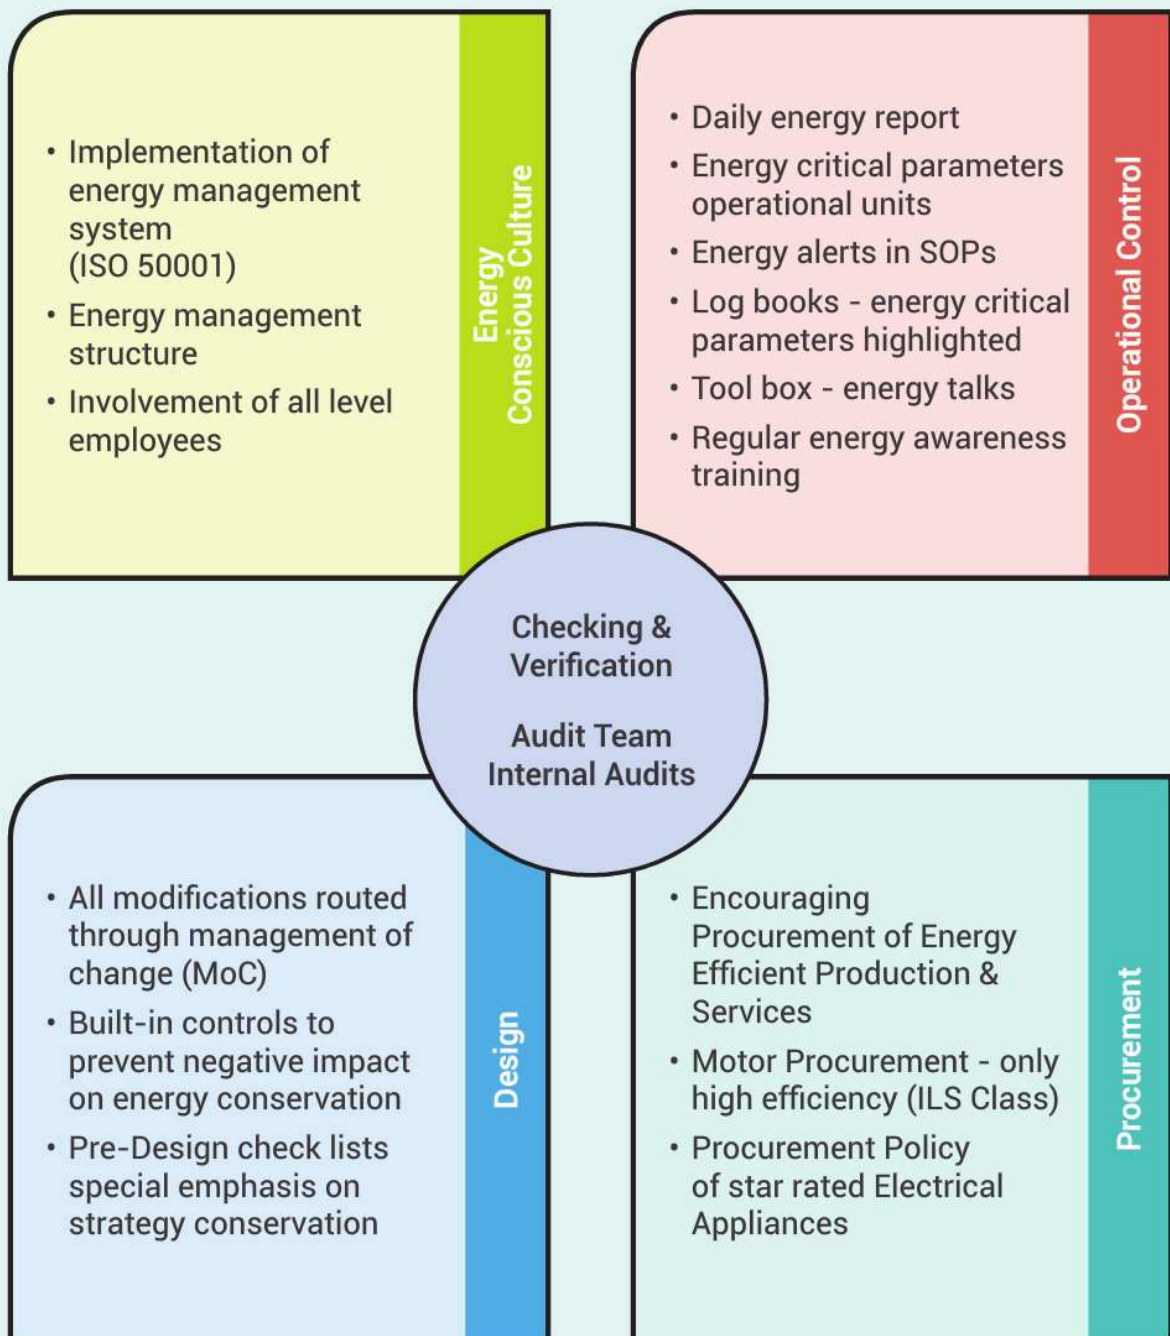 • Implementation of
energy management
system
(ISO 50001)
• Energy management
structure
• Involvement of all level
employees
Energy
Conscious Culture
• Daily energy report
• Energy critical parameters
operational units
• Energy alerts in SOPs
• Log books - energy critical
parameters highlighted
• Tool box - energy talks
• Regular energy awareness
training
Operational Control
Checking &
Verification
Audit Team
Internal Audits
• All modifications routed
through management of
change (MoC)
• Built-in controls to
prevent negative impact
on energy conservation
• Pre-Design check lists
special emphasis on
strategy conservation
Design
• Encouraging
Procurement of Energy
Efficient Production &
Services
• Motor Procurement - only
high efficiency (ILS Class)
• Procurement Policy
of star rated Electrical
Appliances
Procurement